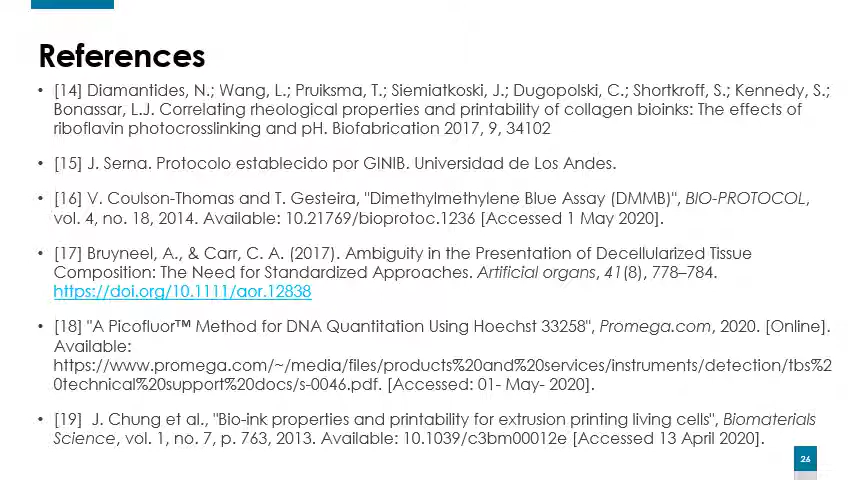 References
• [14] Diamantides, N.; Wang, L.; Pruiksma, T.; Siemiatkoski, J.; Dugopolski, C.; Shortkroff, S.; Kennedy, S.;
Bonassar, L.J. Correlating rheological properties and printability of collagen bioinks: The effects of
riboflavin photocrosslinking and pH. Biofabrication 2017, 9, 34102
• [15] J. Serna. Protocolo establecido por GINIB. Universidad de Los Andes.
• [16] V. Coulson-Thomas and T. Gesteira, "Dimethylmethylene Blue Assay (DMMB)", BIO-PROTOCOL,
vol. 4, no. 18, 2014. Available: 10.21769/bioprotoc.1236 [Accessed 1 May 2020].
• [17] Bruyneel, A., & Carr, C. A. (2017). Ambiguity in the Presentation of Decellularized Tissue
Composition: The Need for Standardized Approaches. Artificial organs, 41(8), 778–784.
https://doi.org/10.1111/aor.12838
• [18] "A Picofluor™ Method for DNA Quantitation Using Hoechst 33258", Promega.com, 2020. [Online].
Available:
https://www.promega.com/~/media/files/products%20and%20services/instruments/detection/tbs%2
0technical%20support%20docs/s-0046.pdf. [Accessed: 01- May- 2020].
• [19]  J. Chung et al., "Bio-ink properties and printability for extrusion printing living cells", Biomaterials
Science, vol. 1, no. 7, p. 763, 2013. Available: 10.1039/c3bm00012e [Accessed 13 April 2020].
26